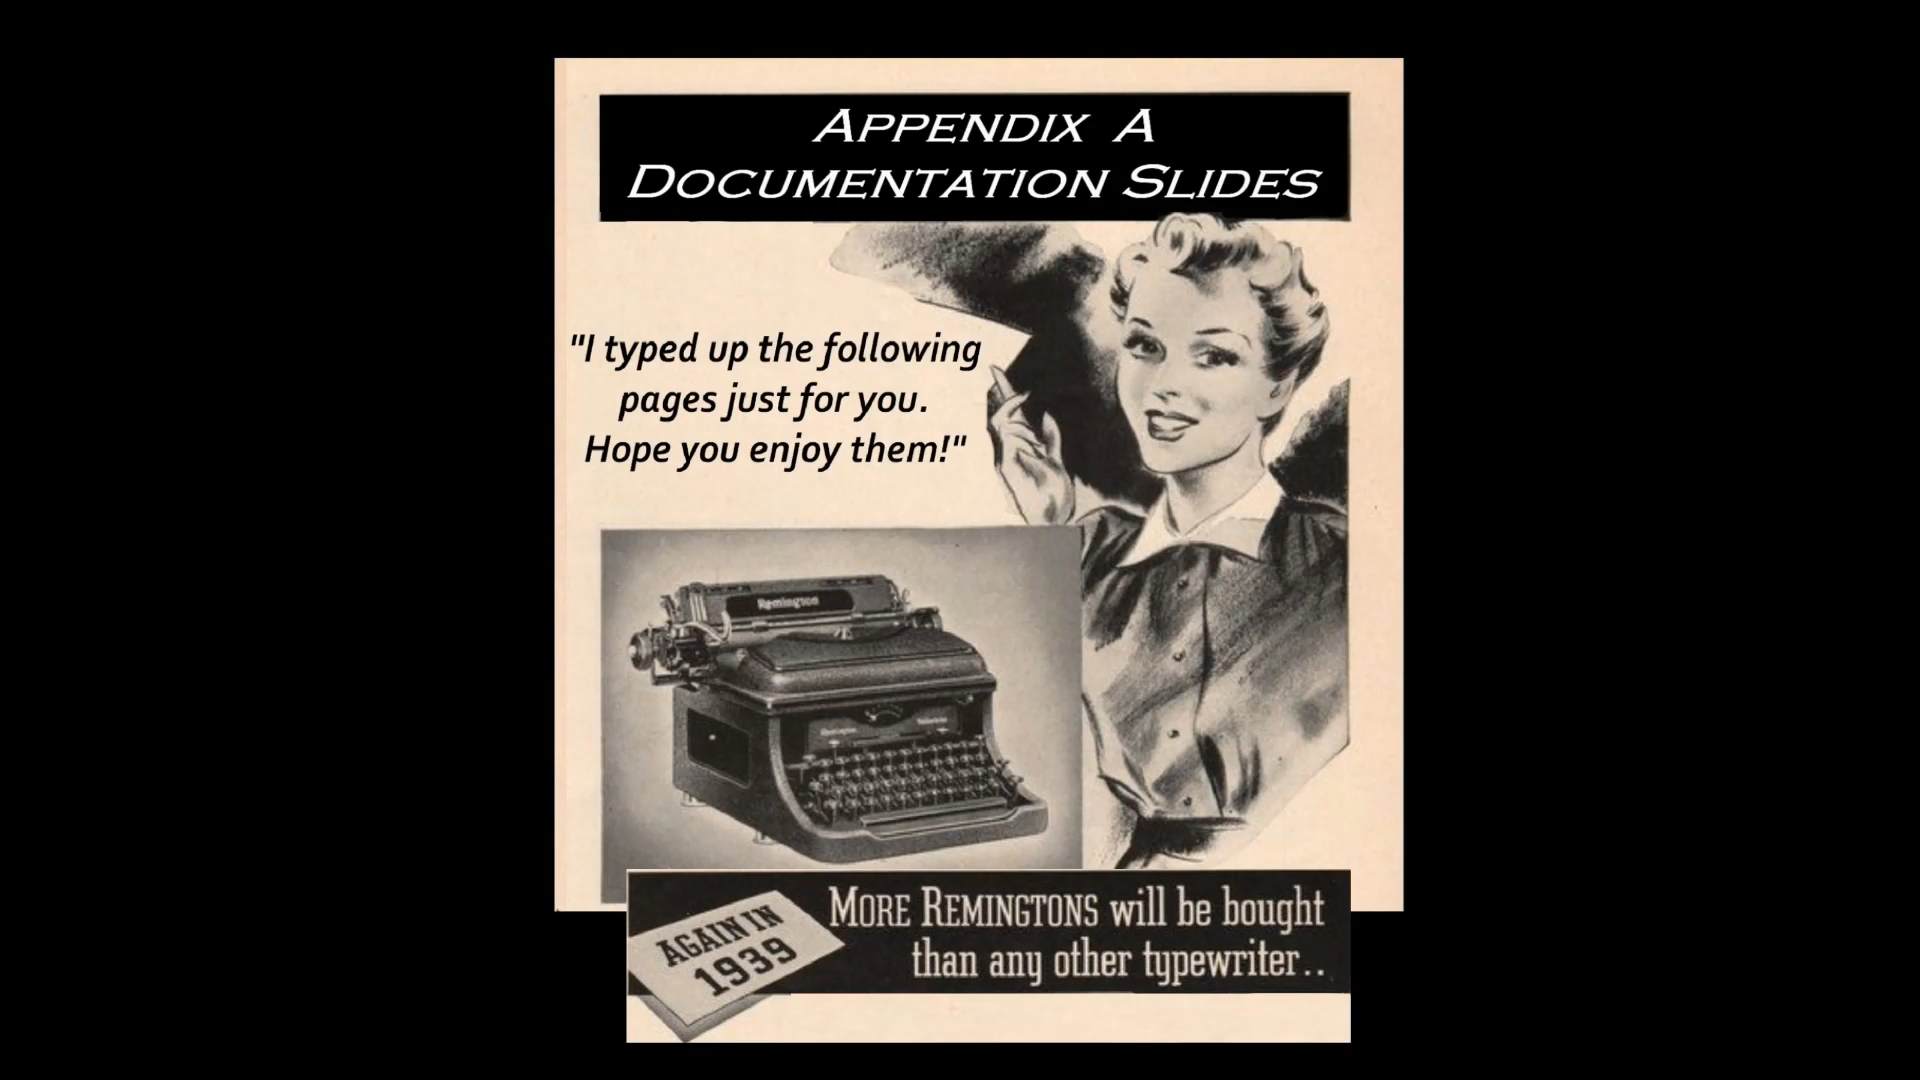 APPENDIX A
DOCUMENTATION SLIDES
"I typed up the following
pages just for you.
Hope you enjoy them!"
Remington
Remington
AGAIN IN
1939
MORE REMINGTONS will be bought
than any other typewriter..